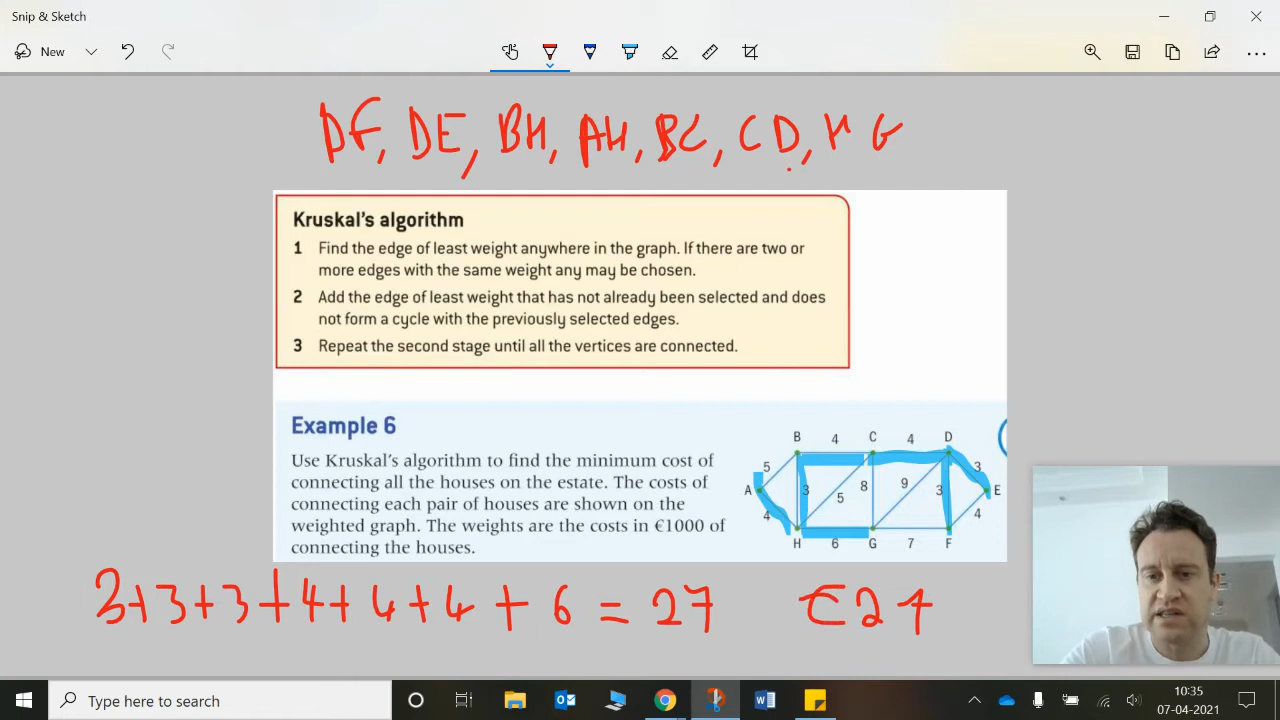 Snip & Sketch
New
DF, DE, BH, AH, BC, CD, HG
Kruskal's algorithm
1 Find the edge of least weight anywhere in the graph. If there are two or
more edges with the same weight any may be chosen.
2 Add the edge of least weight that has not already been selected and does
not form a cycle with the previously selected edges.
3 Repeat the second stage until all the vertices are connected.
Example 6
Use Kruskal's algorithm to find the minimum cost of
connecting all the houses on the estate. The costs of
connecting each pair of houses are shown on the
weighted graph. The weights are the costs in €1000 of
connecting the houses.
B 4 C 4 D
5 3
A 3 5 8 9 3 E
4 4
H 6 G 7 F
3+3+3+4+4+4+6=27 €27
Type here to search
10:35
07-04-2021